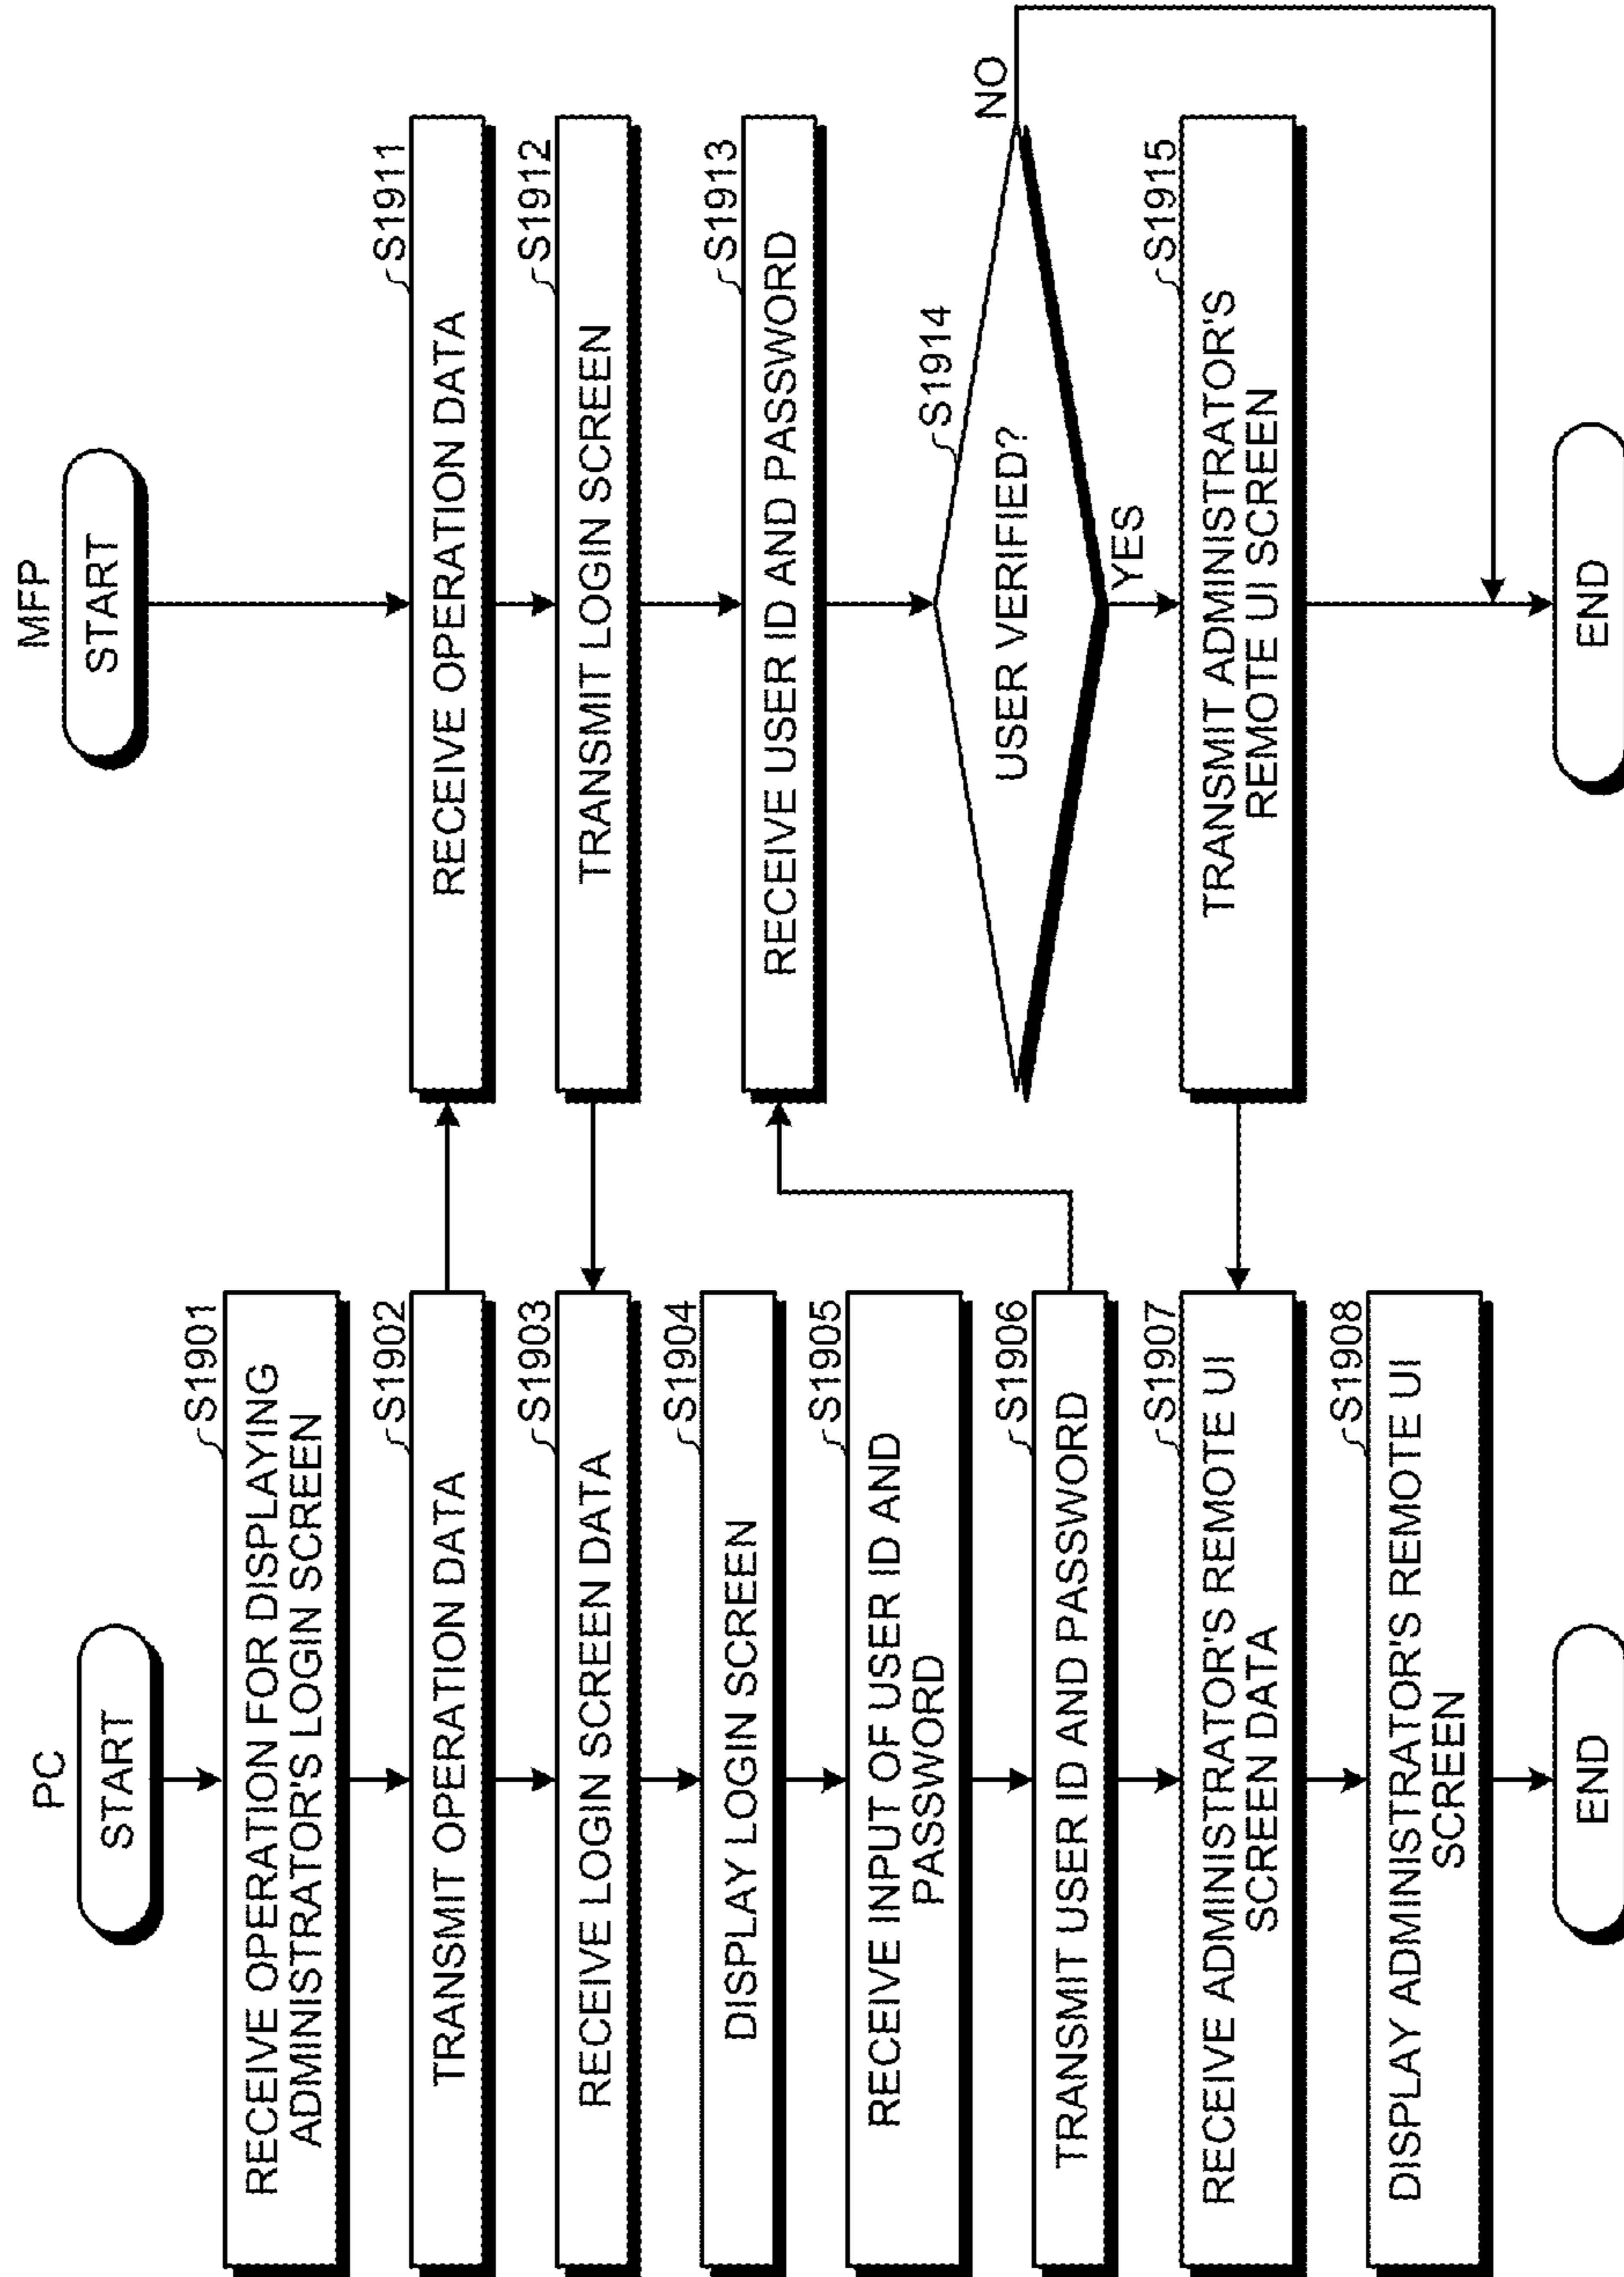 PC
START
S1901
RECEIVE OPERATION FOR DISPLAYING
ADMINISTRATOR'S LOGIN SCREEN
S1902
TRANSMIT OPERATION DATA
S1903
RECEIVE LOGIN SCREEN DATA
S1904
DISPLAY LOGIN SCREEN
S1905
RECEIVE INPUT OF USER ID AND
PASSWORD
S1906
TRANSMIT USER ID AND PASSWORD
S1907
RECEIVE ADMINISTRATOR'S REMOTE UI
SCREEN DATA
S1908
DISPLAY ADMINISTRATOR'S REMOTE UI
SCREEN
END
MFP
START
S1911
RECEIVE OPERATION DATA
S1912
TRANSMIT LOGIN SCREEN
S1913
RECEIVE USER ID AND PASSWORD
S1914
USER VERIFIED?
NO
YES
S1915
TRANSMIT ADMINISTRATOR'S
REMOTE UI SCREEN
END